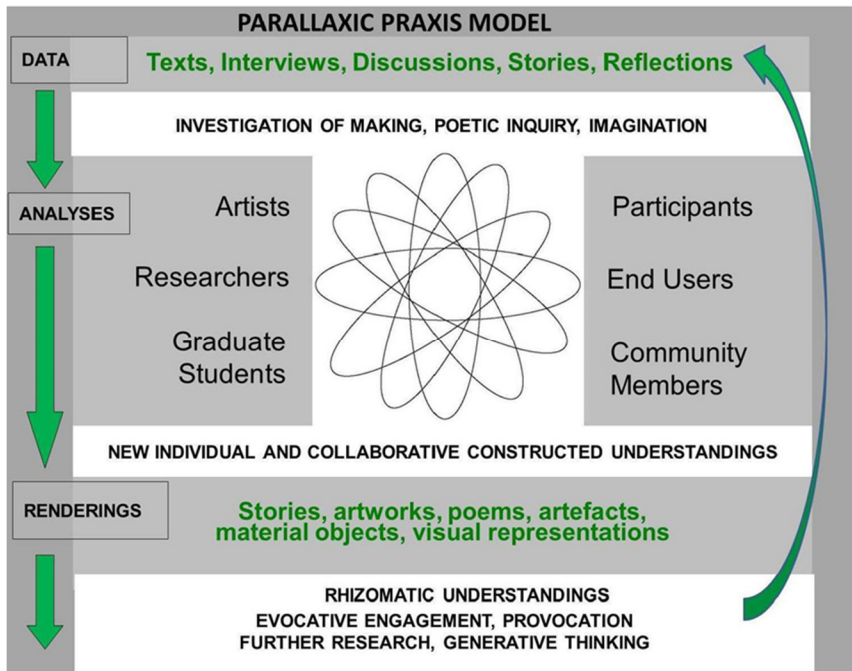 PARALLAXIC PRAXIS MODEL
DATA
Texts, Interviews, Discussions, Stories, Reflections
INVESTIGATION OF MAKING, POETIC INQUIRY, IMAGINATION
ANALYSES
Artists
Researchers
Graduate
Students
Participants
End Users
Community
Members
NEW INDIVIDUAL AND COLLABORATIVE CONSTRUCTED UNDERSTANDINGS
RENDERINGS
Stories, artworks, poems, artefacts,
material objects, visual representations
RHIZOMATIC UNDERSTANDINGS
EVOCATIVE ENGAGEMENT, PROVOCATION
FURTHER RESEARCH, GENERATIVE THINKING